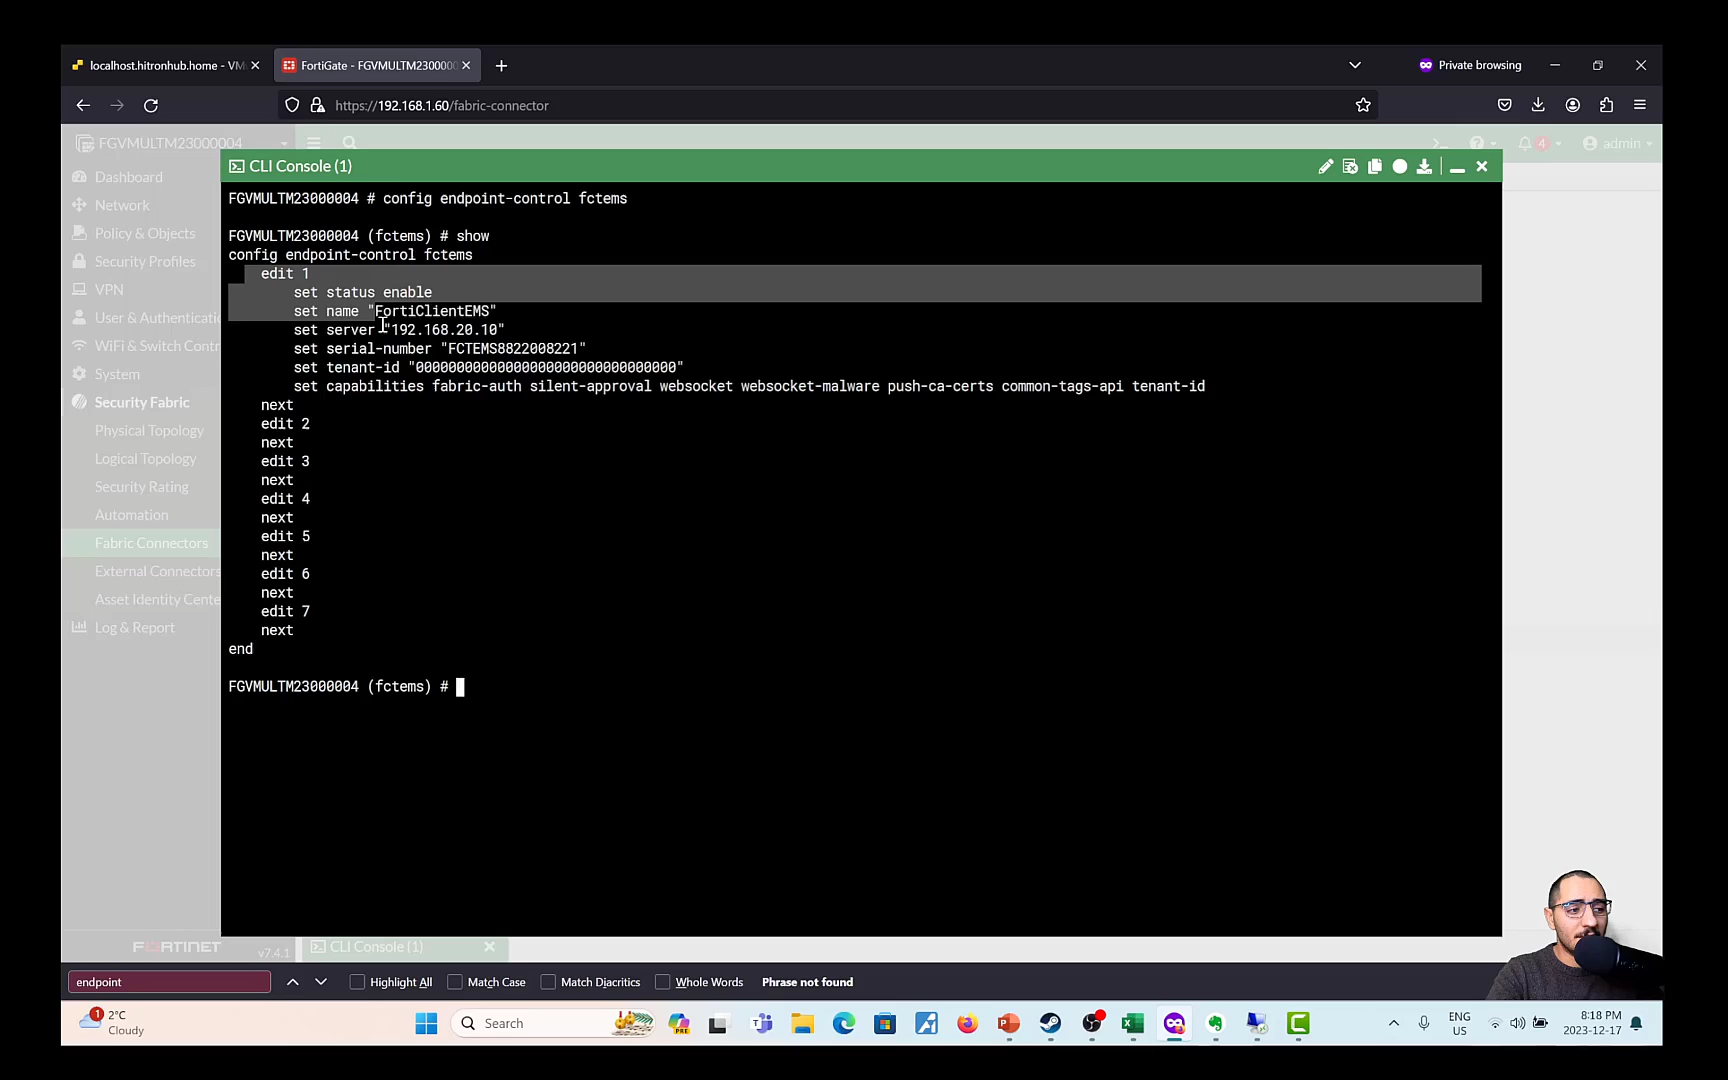 localhost.hitronhub.home - VM
FortiGate - FGVMULTM2300000
Private browsing
https://192.168.1.60/fabric-connector
FGVMULTM23000004
4
admin
CLI Console (1)
Dashboard
Network
Policy & Objects
Security Profiles
VPN
User & Authenticatio
WiFi & Switch Contr
System
Security Fabric
Physical Topology
Logical Topology
Security Rating
Automation
Fabric Connectors
External Connectors
Asset Identity Cente
Log & Report
FGVMULTM23000004 # config endpoint-control fctems
FGVMULTM23000004 (fctems) # show
config endpoint-control fctems
edit 1
set status enable
set name "FortiClientEMS"
set server "192.168.20.10"
set serial-number "FCTEMS8822008221"
set tenant-id "00000000000000000000000000000000"
set capabilities fabric-auth silent-approval websocket websocket-malware push-ca-certs common-tags-api tenant-id
next
edit 2
next
edit 3
next
edit 4
next
edit 5
next
edit 6
next
edit 7
next
end
FGVMULTM23000004 (fctems) #
FORTINET
v7.4.1
CLI Console (1)
endpoint
Highlight All
Match Case
Match Diacritics
Whole Words
Phrase not found
1
2°C
Cloudy
Search
PRE
ENG
US
8:18 PM
2023-12-17